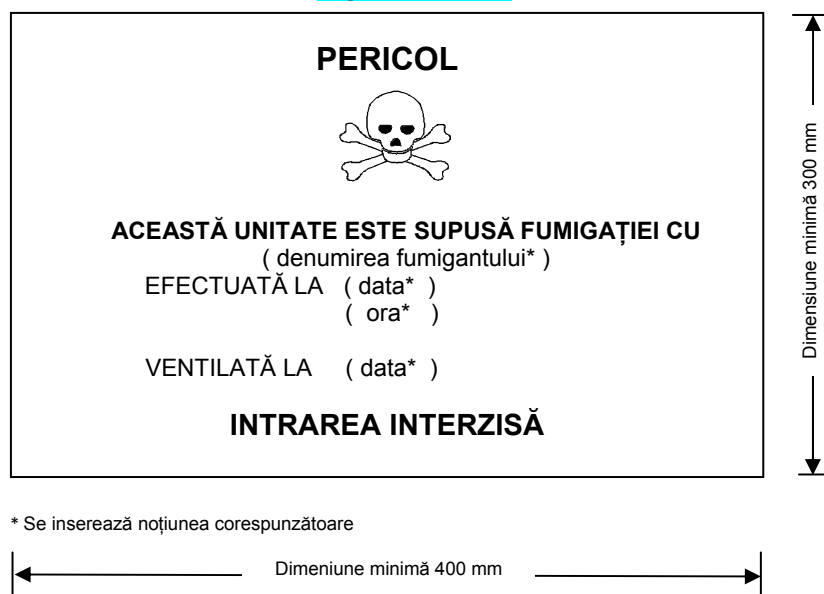 PERICOL
ACEASTĂ UNITATE ESTE SUPUSĂ FUMIGAȚIEI CU
( denumirea fumigantului* )
EFECTUATĂ LA ( data* )
( ora* )
VENTILATĂ LA ( data* )
INTRAREA INTERZISĂ
Dimensiune minimă 300 mm
* Se inserează noțiunea corespunzătoare
Dimeniune minimă 400 mm